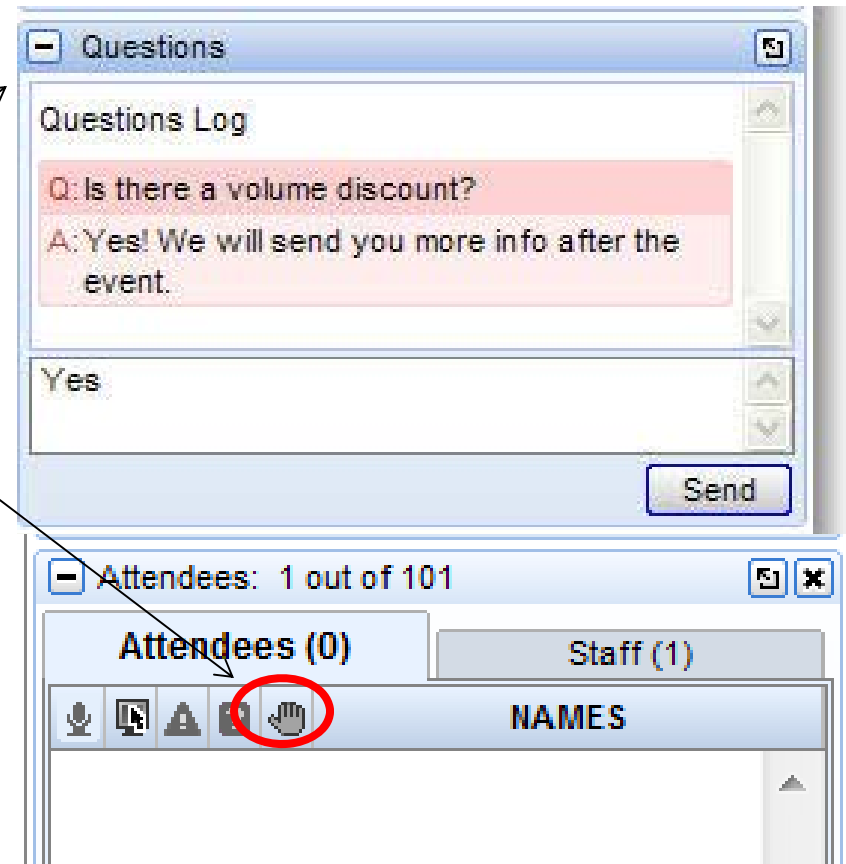 Questions
Questions Log
Q: Is there a volume discount?
A: Yes! We will send you more info after the
event.
Yes
Send
Attendees: 1 out of 101
Attendees (0)
Staff (1)
NAMES